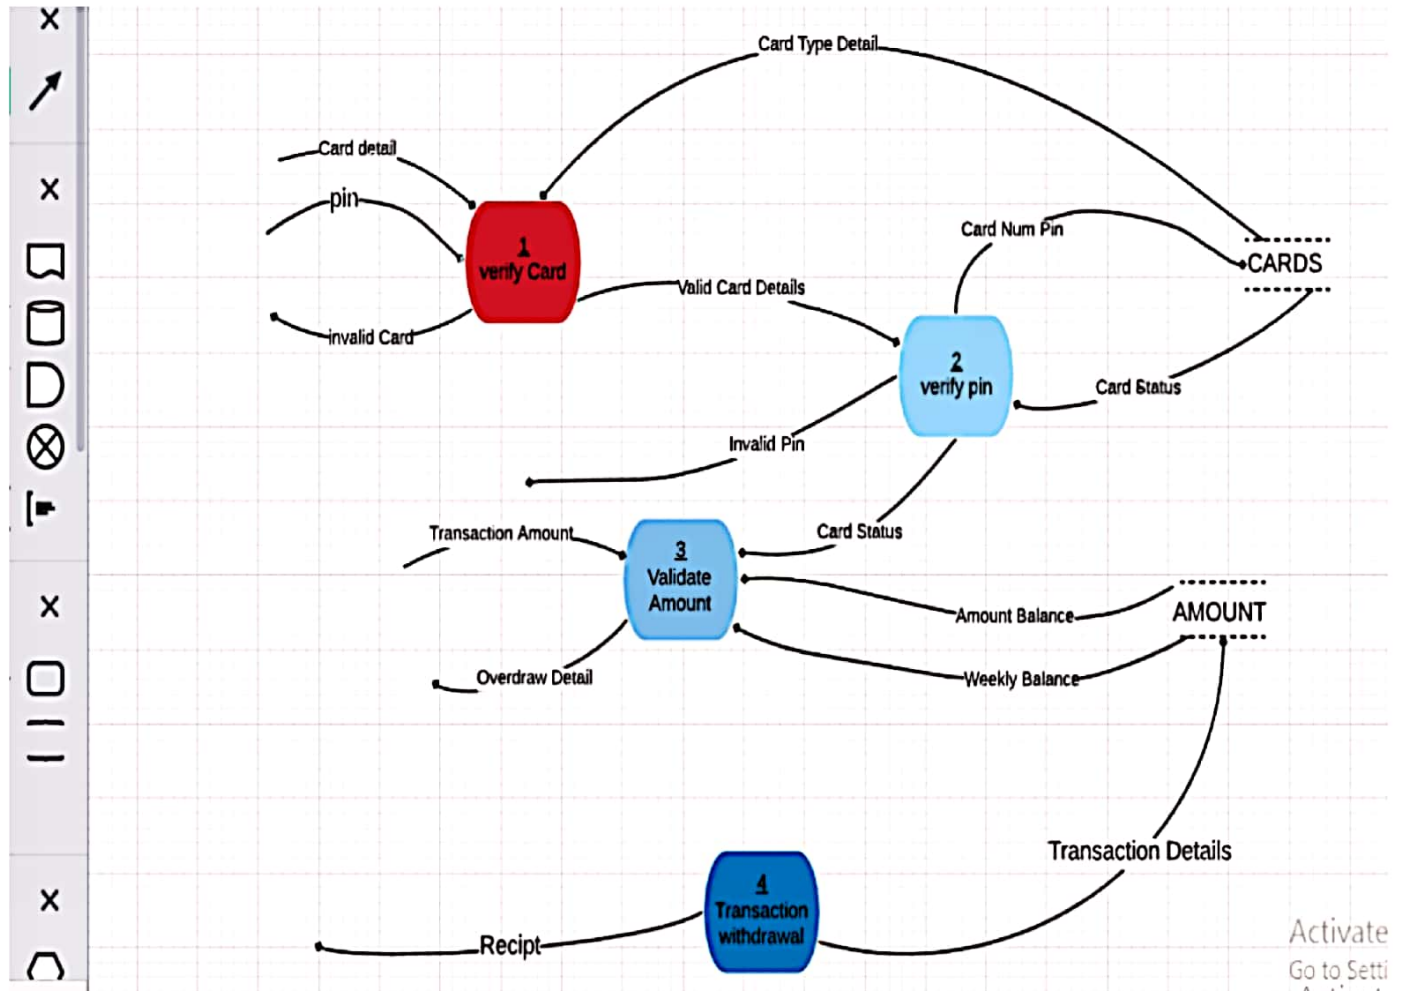 Card Type Detail
Card detail
pin
1
verify Card
invalid Card
Valid Card Details
Card Num Pin
CARDS
2
verify pin
Card Status
Invalid Pin
Transaction Amount
Card Status
3
Validate
Amount
Amount Balance
AMOUNT
Overdraw Detail
Weekly Balance
Transaction Details
4
Transaction
withdrawal
Recipt
Activate
Go to Setti